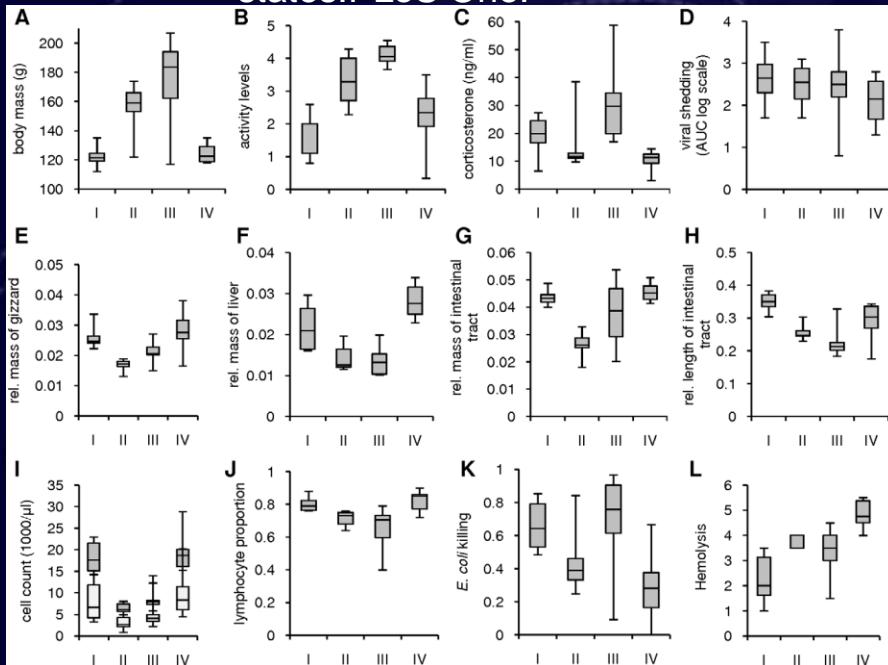 A
body mass (g)
200
180
160
140
120
100
I II III IV
B
activity levels
5
4
3
2
1
0
I II III IV
C
corticosterone (ng/ml)
60
50
40
30
20
10
0
I II III IV
D
viral shedding
(AUC log scale)
4
3
2
1
0
I II III IV
E
rel. mass of gizzard
0.05
0.04
0.03
0.02
0.01
0
I II III IV
F
rel. mass of liver
0.04
0.03
0.02
0.01
0
I II III IV
G
rel. mass of intestinal
tract
0.06
0.05
0.04
0.03
0.02
0.01
0
I II III IV
H
rel. length of intestinal
tract
0.5
0.4
0.3
0.2
0.1
0
I II III IV
I
cell count (1000/µl)
35
30
25
20
15
10
5
0
I II III IV
J
lymphocyte proportion
1
0.8
0.6
0.4
0.2
0
I II III IV
K
E. coli killing
1
0.8
0.6
0.4
0.2
0
I II III IV
L
Hemolysis
6
5
4
3
2
1
0
I II III IV